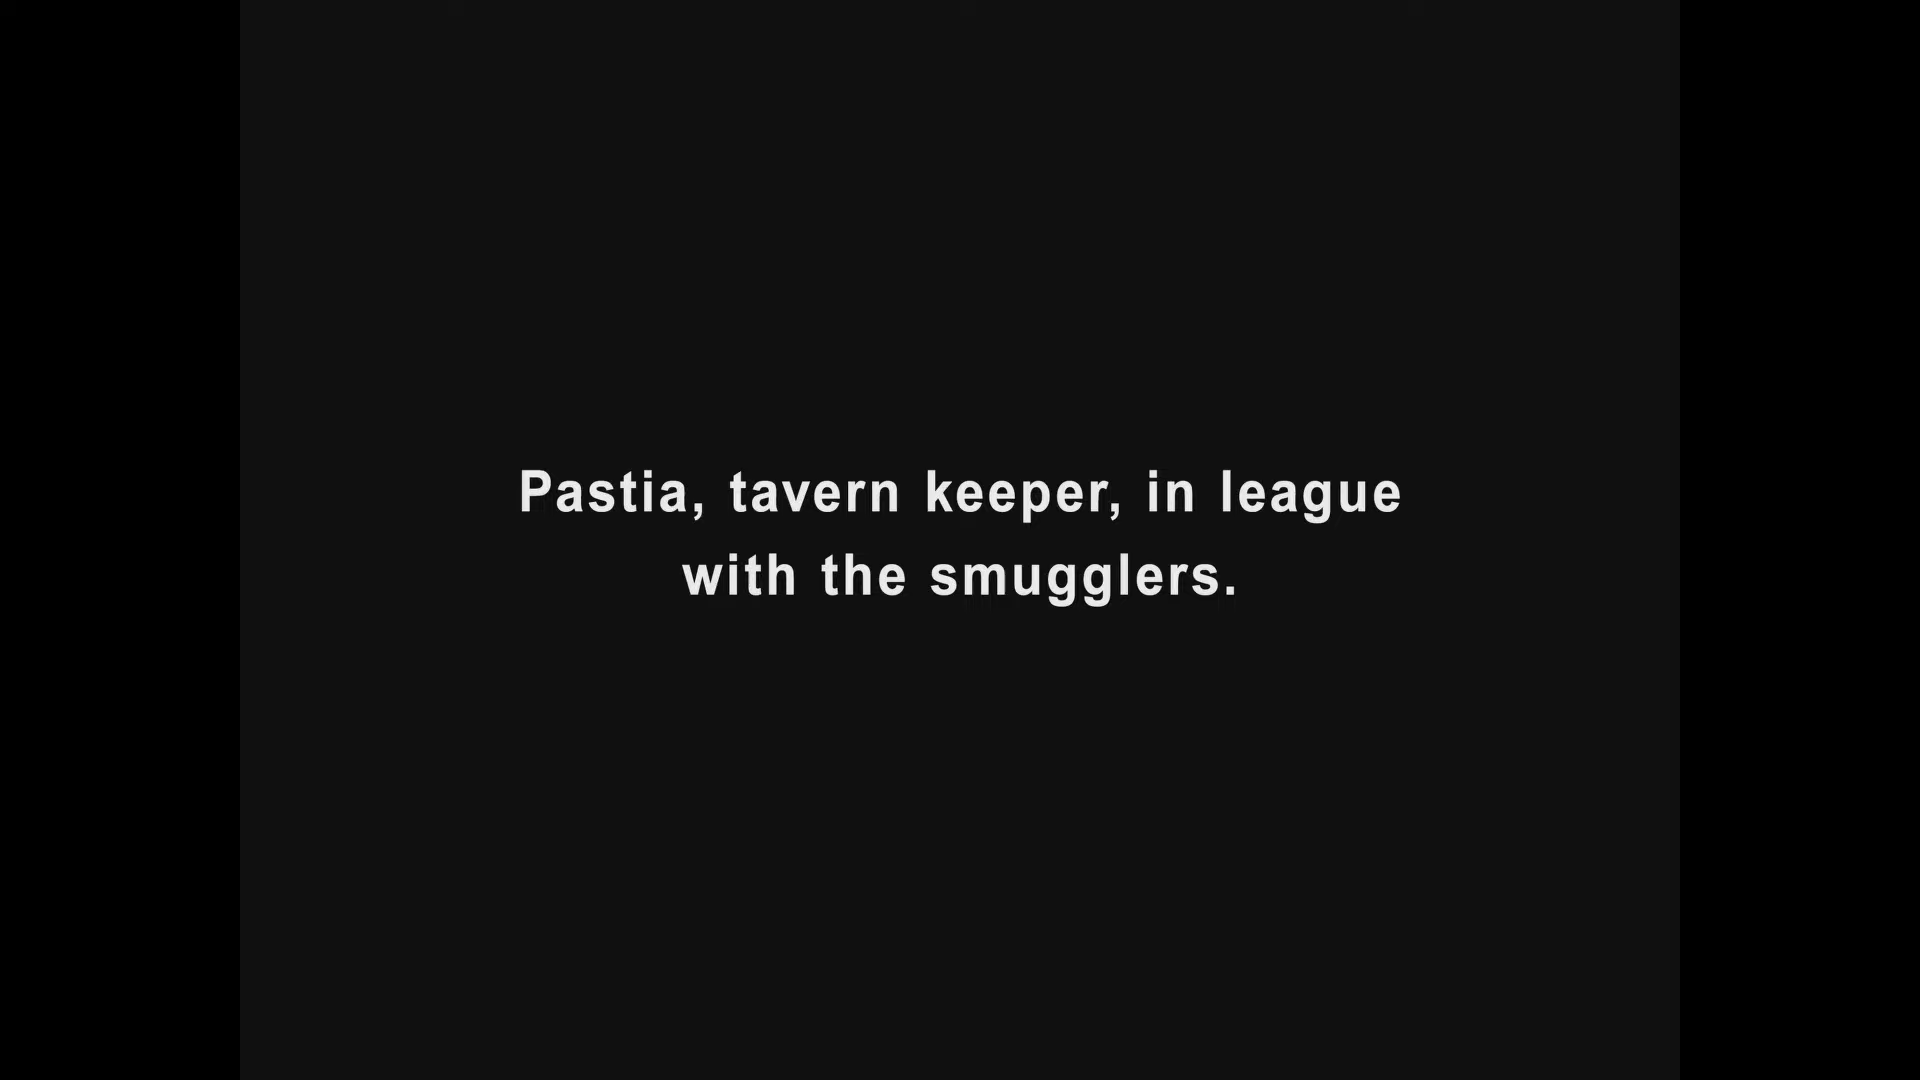 Pastia, tavern keeper, in league
with the smugglers.